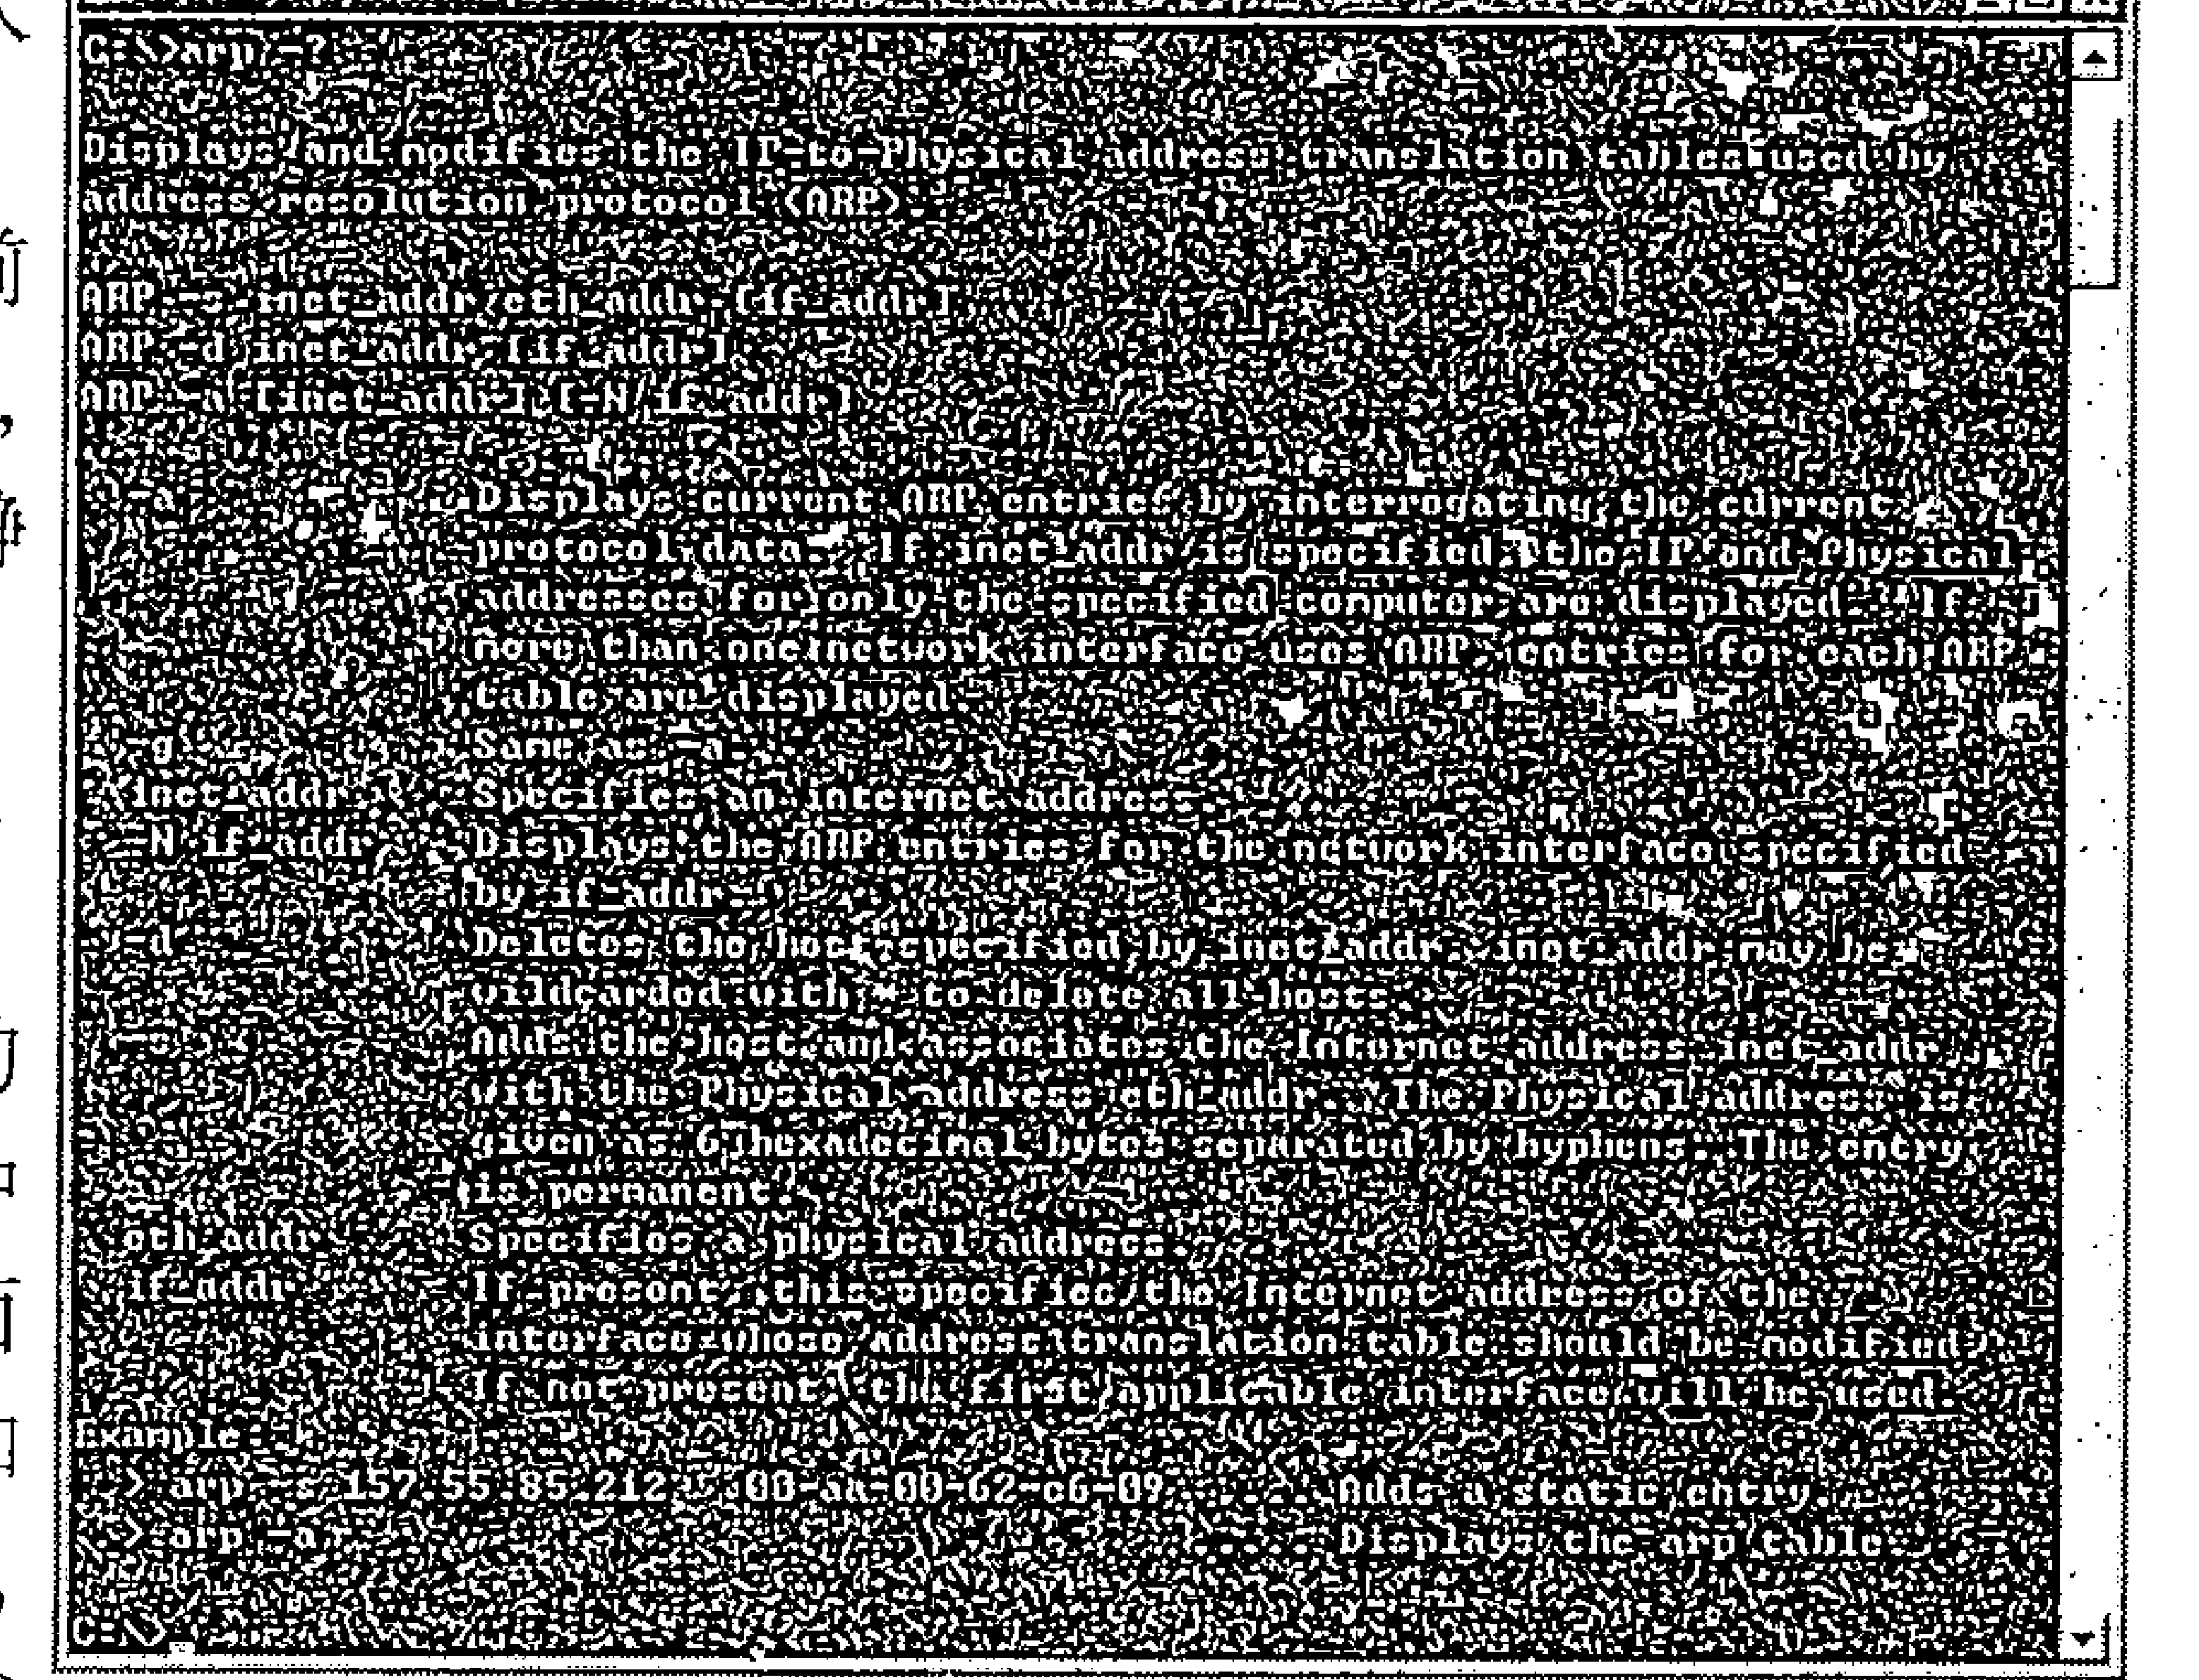 C:\>arp -?
Displays and modifies the IP-to-Physical address translation tables used by
address resolution protocol (ARP).
ARP -s inet_addr eth_addr [if_addr]
ARP -d inet_addr [if_addr]
ARP -a [inet_addr] [-N if_addr]
-a Displays current ARP entries by interrogating the current
protocol data. If inet_addr is specified, the IP and Physical
addresses for only the specified computer are displayed. If
more than one network interface uses ARP, entries for each ARP
table are displayed.
-g Same as -a.
inet_addr Specifies an internet address.
-N if_addr Displays the ARP entries for the network interface specified
by if_addr.
-d Deletes the host specified by inet_addr. inet_addr may be
wildcarded with * to delete all hosts.
-s Adds the host and associates the Internet address inet_addr
with the Physical address eth_addr. The Physical address is
given as 6 hexadecimal bytes separated by hyphens. The entry
is permanent.
eth_addr Specifies a physical address.
if_addr If present, this specifies the Internet address of the
interface whose address translation table should be modified.
If not present, the first applicable interface will be used.
Example:
> arp -s 157.55.85.212 00-aa-00-62-c6-09 .... Adds a static entry.
> arp -a .... Displays the arp table.
C:\>